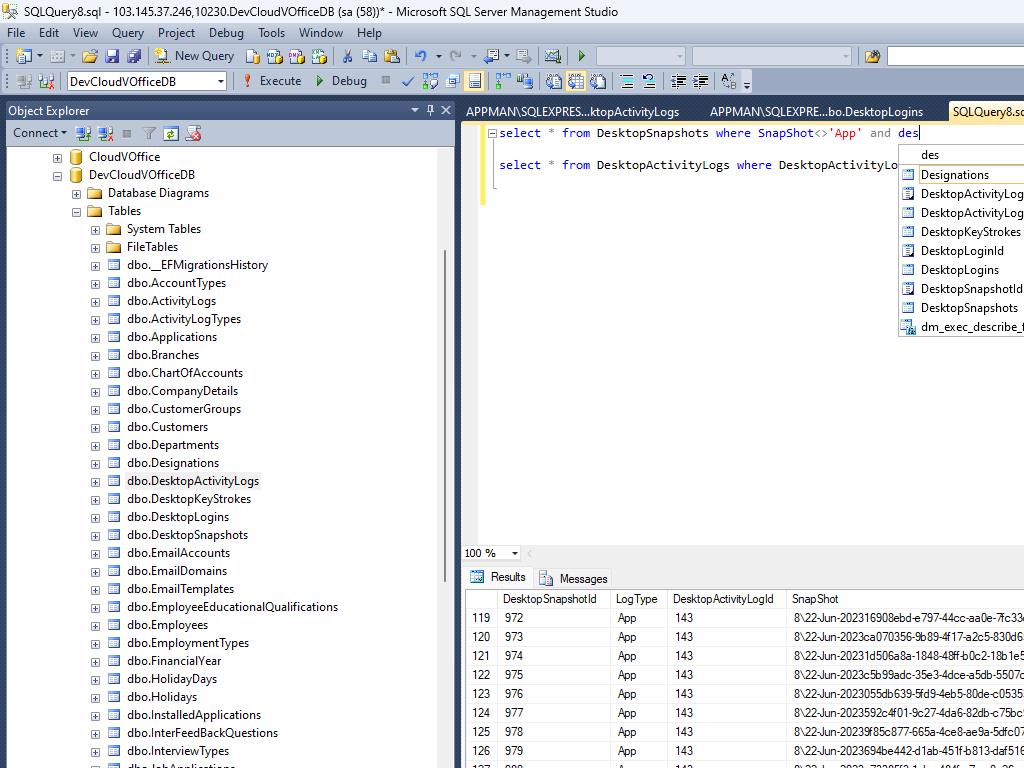 SQLQuery8.sql - 103.145.37.246,10230.DevCloudVOfficeDB (sa (58))* - Microsoft SQL Server Management Studio
File Edit View Query Project Debug Tools Window Help
New Query
DevCloudVOfficeDB Execute Debug
Object Explorer
Connect
CloudVOffice
DevCloudVOfficeDB
Database Diagrams
Tables
System Tables
FileTables
dbo.__EFMigrationsHistory
dbo.AccountTypes
dbo.ActivityLogs
dbo.ActivityLogTypes
dbo.Applications
dbo.Branches
dbo.ChartOfAccounts
dbo.CompanyDetails
dbo.CustomerGroups
dbo.Customers
dbo.Departments
dbo.Designations
dbo.DesktopActivityLogs
dbo.DesktopKeyStrokes
dbo.DesktopLogins
dbo.DesktopSnapshots
dbo.EmailAccounts
dbo.EmailDomains
dbo.EmailTemplates
dbo.EmployeeEducationalQualifications
dbo.Employees
dbo.EmploymentTypes
dbo.FinancialYear
dbo.HolidayDays
dbo.Holidays
dbo.InstalledApplications
dbo.InterFeedBackQuestions
dbo.InterviewTypes
APPMAN\SQLEXPRES...ktopActivityLogs APPMAN\SQLEXPRE...bo.DesktopLogins SQLQuery8.sq
select * from DesktopSnapshots where SnapShot<>'App' and des
select * from DesktopActivityLogs where DesktopActivityLo
des
Designations
DesktopActivityLog
DesktopActivityLog
DesktopKeyStrokes
DesktopLoginId
DesktopLogins
DesktopSnapshotId
DesktopSnapshots
dm_exec_describe_f
100 %
Results Messages
DesktopSnapshotId LogType DesktopActivityLogId SnapShot
119 972 App 143 8\22-Jun-202316908ebd-e797-44cc-aa0e-7fc33
120 973 App 143 8\22-Jun-2023ca070356-9b89-4f17-a2c5-830d6
121 974 App 143 8\22-Jun-20231d506a8a-1848-48ff-b0c2-18b1e5
122 975 App 143 8\22-Jun-2023c5b99adc-35e3-4dce-a5db-5507c
123 976 App 143 8\22-Jun-2023055db639-5fd9-4eb5-80de-c0535
124 977 App 143 8\22-Jun-2023592c4f01-9c27-4da6-82db-c75bc
125 978 App 143 8\22-Jun-20239f85c877-665a-4ce8-ae9a-5dfc07
126 979 App 143 8\22-Jun-2023694be442-d1ab-451f-b813-daf516